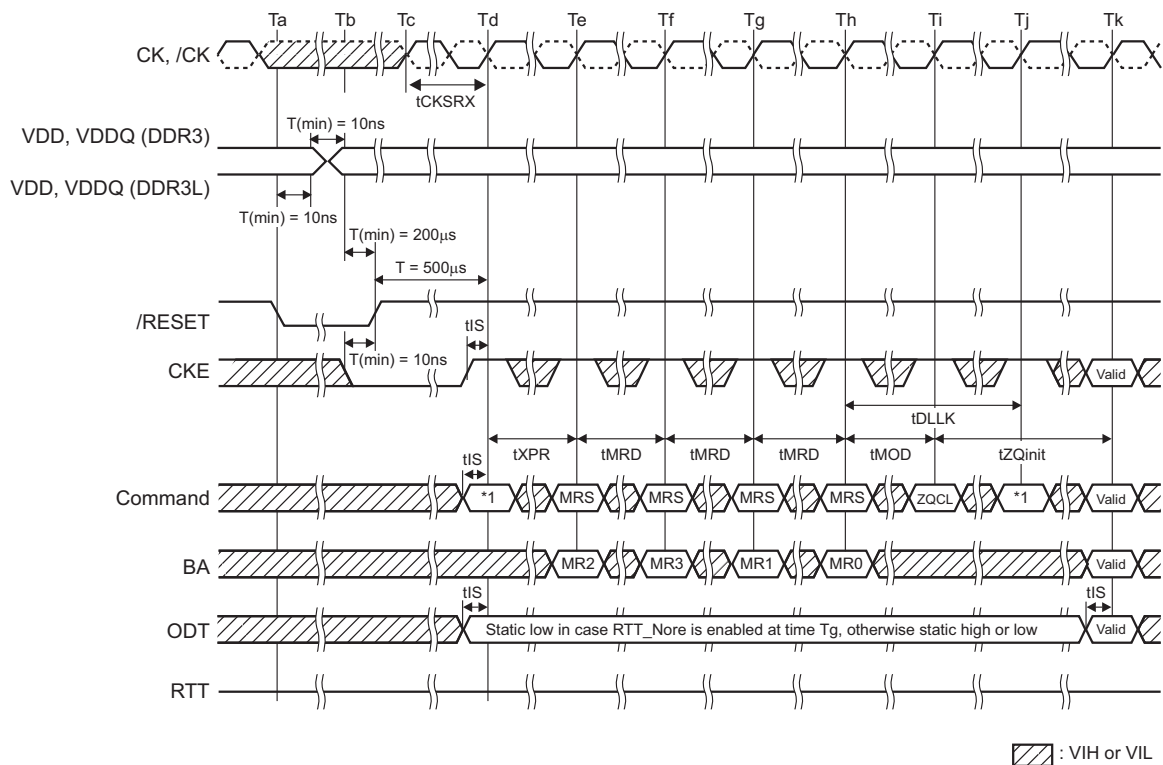 Ta Tb Tc Td Te Tf Tg Th Ti Tj Tk
CK, /CK
tCKSRX
T(min) = 10ns
VDD, VDDQ (DDR3)
VDD, VDDQ (DDR3L)
T(min) = 10ns
T(min) = 200μs
T = 500μs
/RESET
tIS
T(min) = 10ns
CKE
Valid
tDLLK
tXPR tMRD tMRD tMRD tMOD tZQinit
tIS
Command *1 MRS MRS MRS MRS ZQCL *1 Valid
BA MR2 MR3 MR1 MR0 Valid
tIS tIS
ODT Static low in case RTT_Nore is enabled at time Tg, otherwise static high or low Valid
RTT
: VIH or VIL